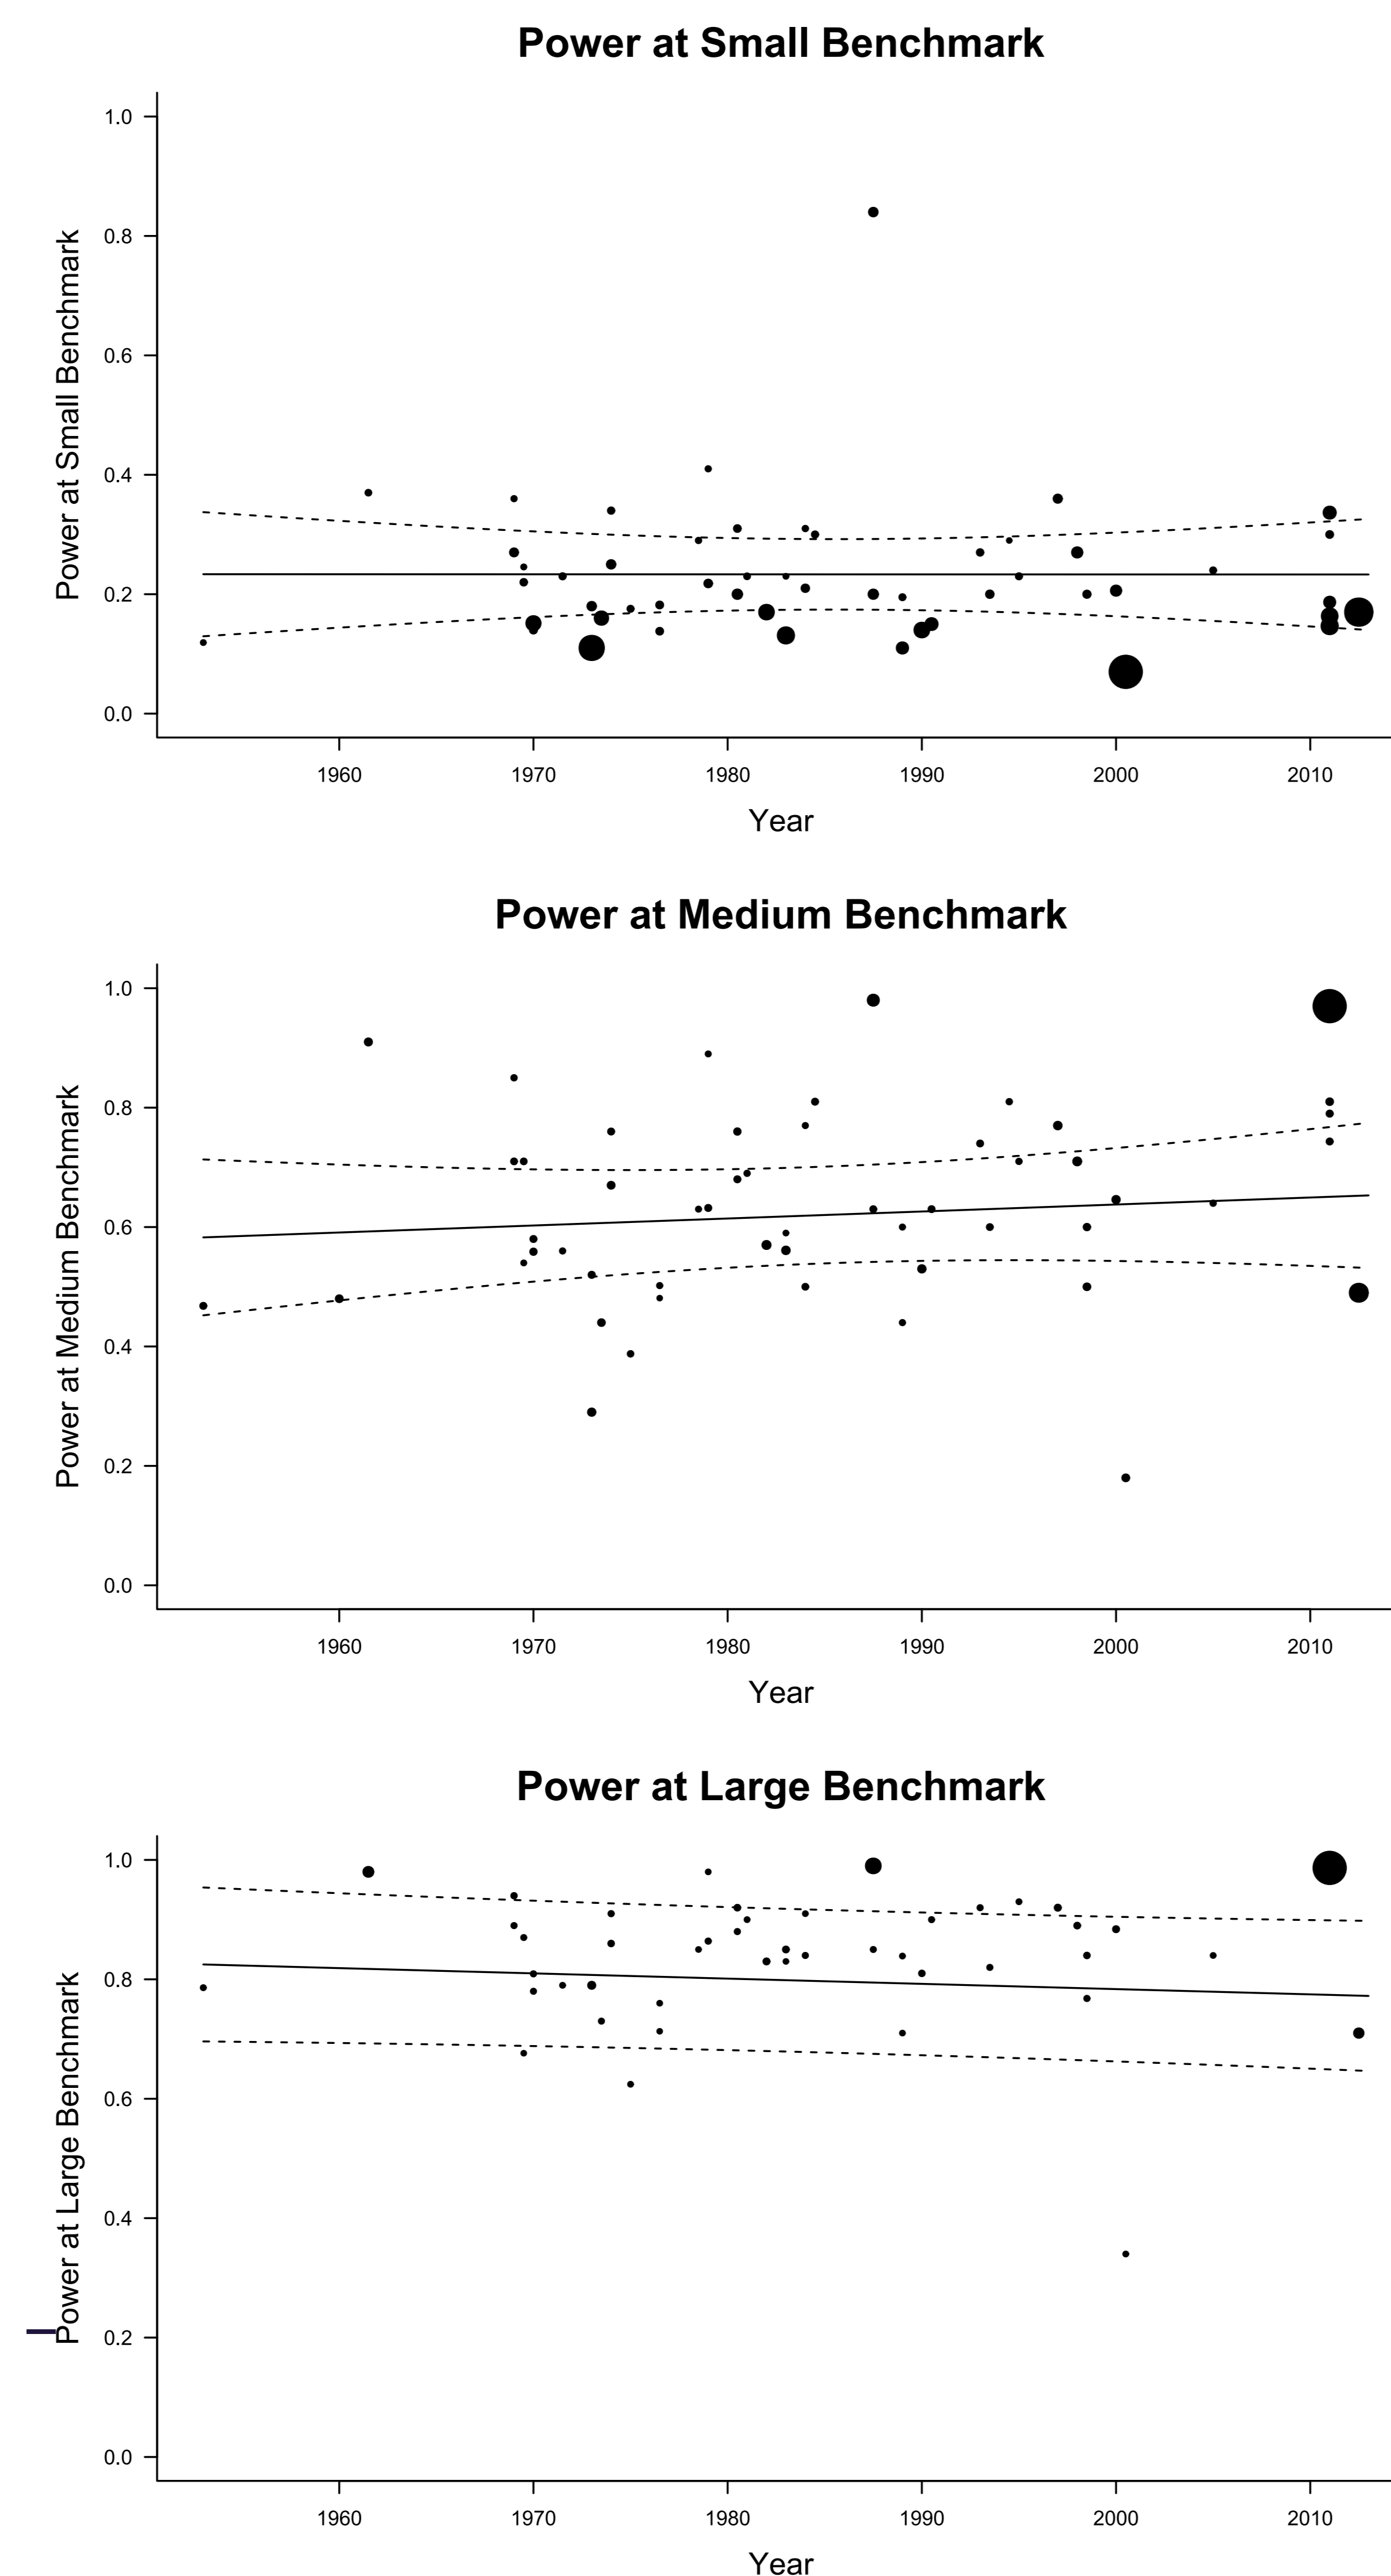 Power at Small Benchmark
Power at Small Benchmark
1.0
0.8
0.6
0.4
0.2
0.0
1960 1970 1980 1990 2000 2010
Year
Power at Medium Benchmark
Power at Medium Benchmark
1.0
0.8
0.6
0.4
0.2
0.0
1960 1970 1980 1990 2000 2010
Year
Power at Large Benchmark
Power at Large Benchmark
1.0
0.8
0.6
0.4
0.2
0.0
1960 1970 1980 1990 2000 2010
Year